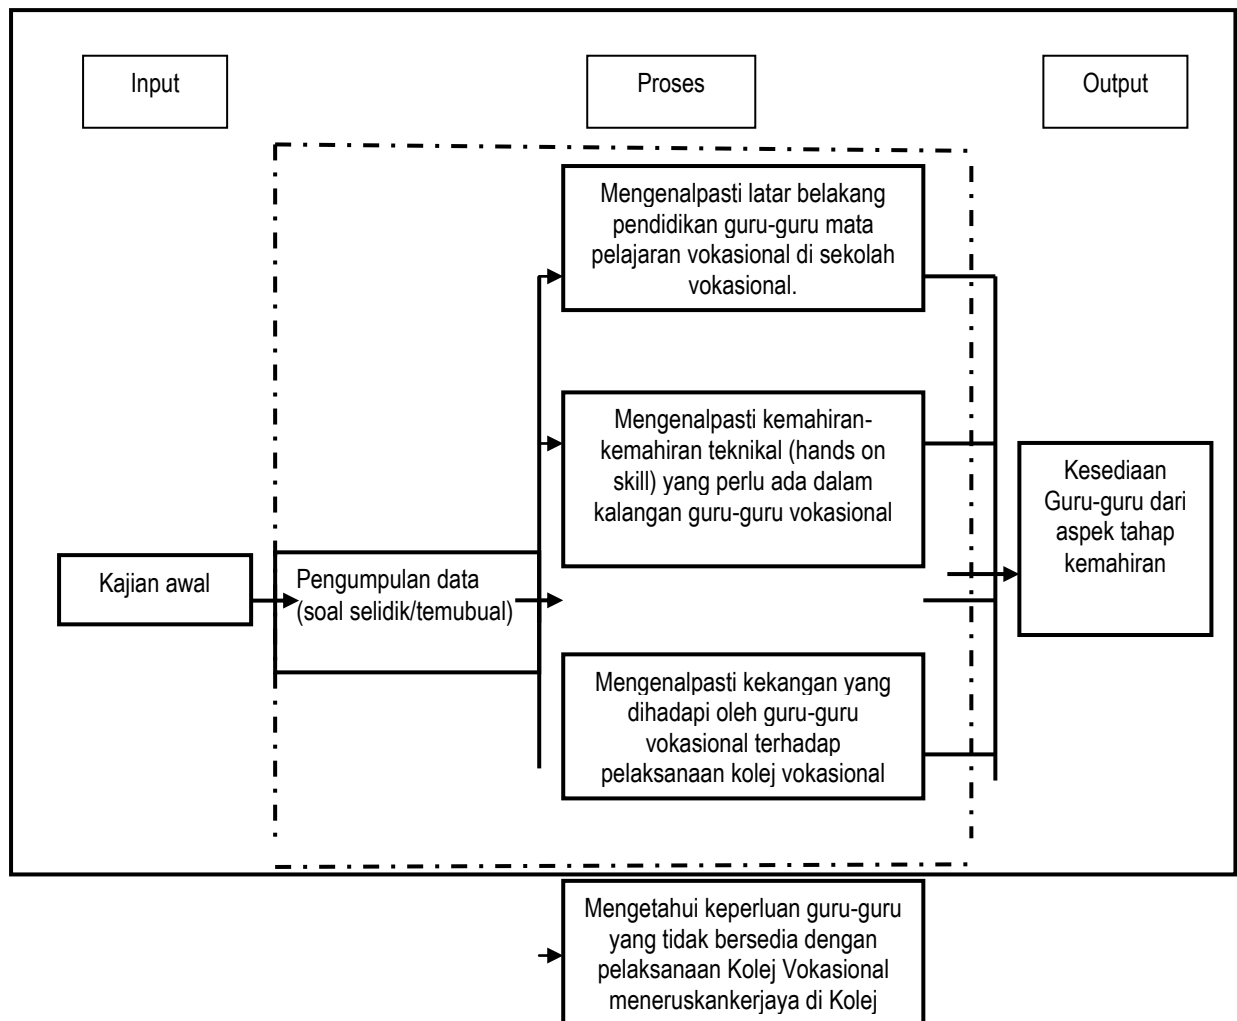 Input
Proses
Output
Mengenalpasti latar belakang
pendidikan guru-guru mata
pelajaran vokasional di sekolah
vokasional.
Mengenalpasti kemahiran-
kemahiran teknikal (hands on
skill) yang perlu ada dalam
kalangan guru-guru vokasional
Kesediaan
Guru-guru dari
aspek tahap
kemahiran
Kajian awal
Pengumpulan data
(soal selidik/temubual)
Mengenalpasti kekangan yang
dihadapi oleh guru-guru
vokasional terhadap
pelaksanaan kolej vokasional
Mengetahui keperluan guru-guru
yang tidak bersedia dengan
pelaksanaan Kolej Vokasional
meneruskankerjaya di Kolej